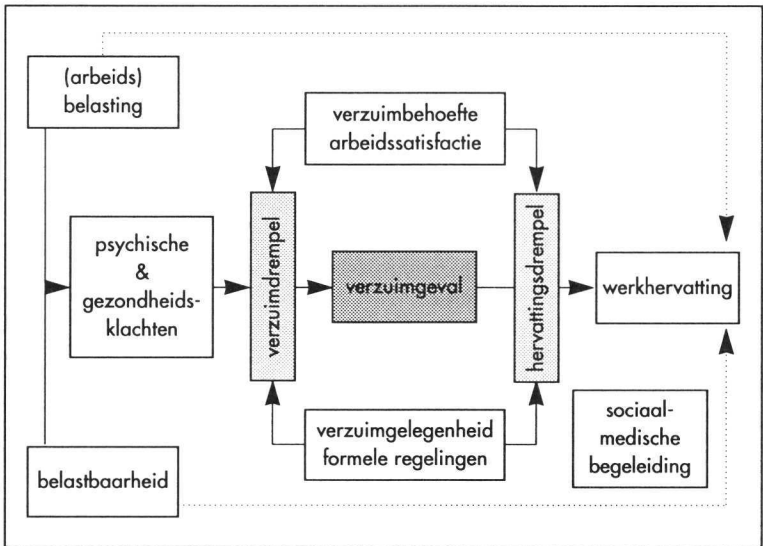 (arbeids)
belasting
verzuimbehoefte
arbeidssatisfactie
psychische
&
gezondheids-
klachten
verzuimdrempel
verzuimgeval
hervattingsdrempel
werkhervatting
verzuimgelegenheid
formele regelingen
sociaal-
medische
begeleiding
belastbaarheid